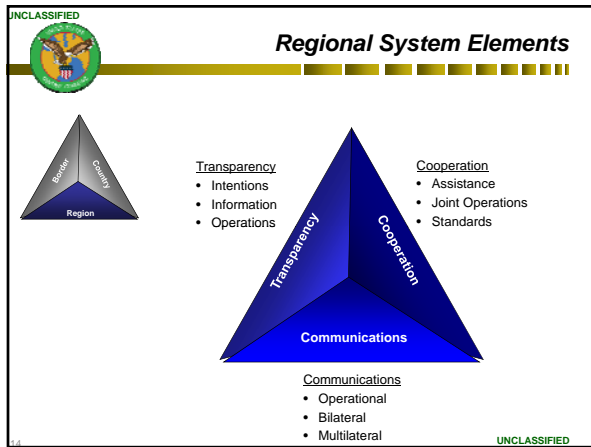 UNCLASSIFIED
Regional System Elements
Border
Country
Region
Transparency
• Intentions
• Information
• Operations
Cooperation
• Assistance
• Joint Operations
• Standards
Transparency
Cooperation
Communications
Communications
• Operational
• Bilateral
• Multilateral
14
UNCLASSIFIED